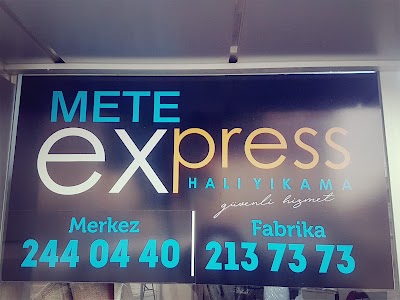 METE
express
HALI YIKAMA
güvenli hizmet
Merkez
244 04 40
Fabrika
213 73 73